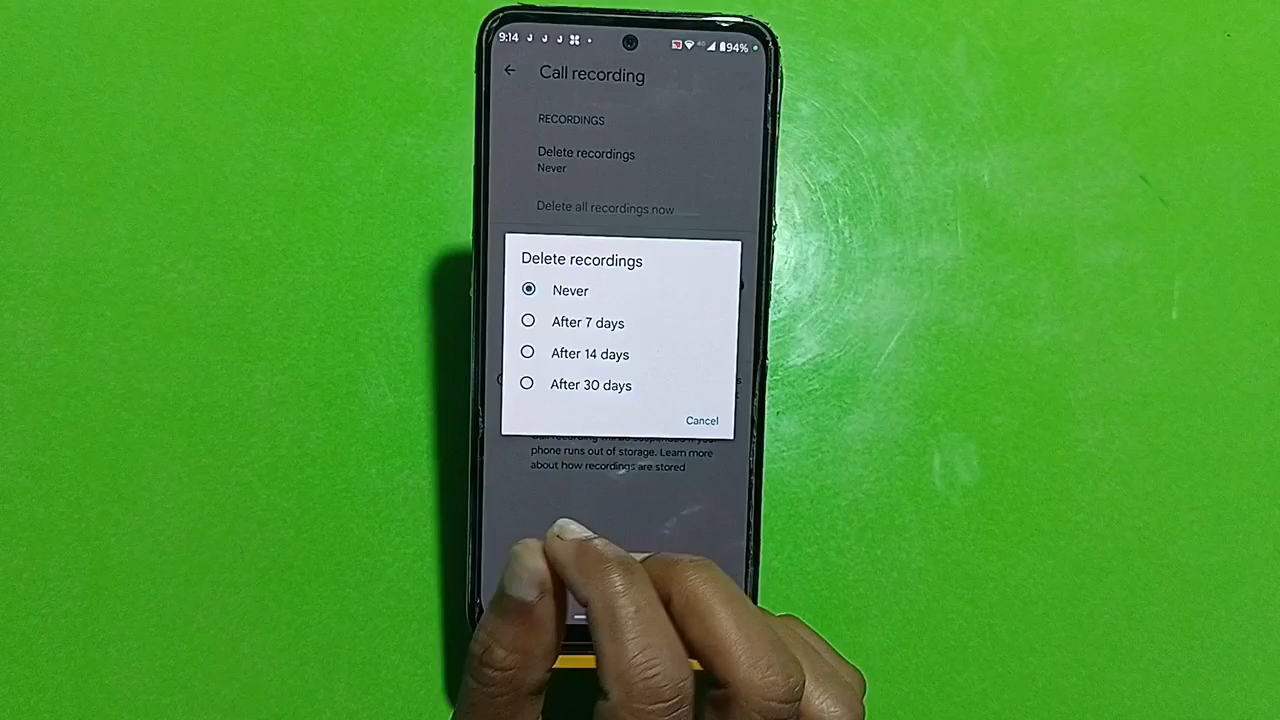 9:14 4G 94%
Call recording
RECORDINGS
Delete recordings
Never
Delete all recordings now
Delete recordings
Never
After 7 days
After 14 days
After 30 days
Cancel
phone runs out of storage. Learn more
about how recordings are stored